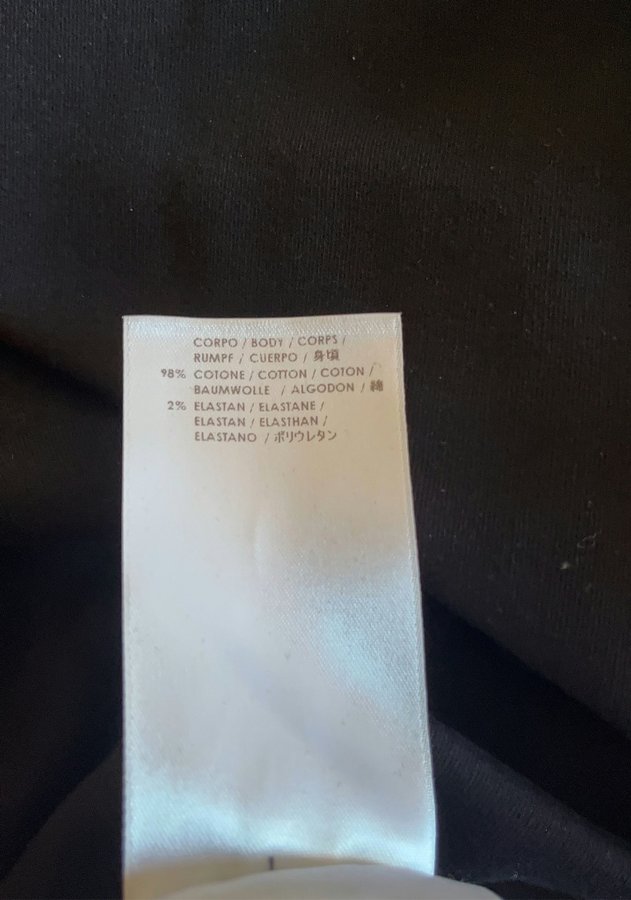 CORPO / BODY / CORPS /
RUMPF / CUERPO / 身頃
98% COTONE / COTTON / COTON /
BAUMWOLLE / ALGODON / 綿
2% ELASTAN / ELASTANE /
ELASTAN / ELASTHAN /
ELASTANO / ポリウレタン